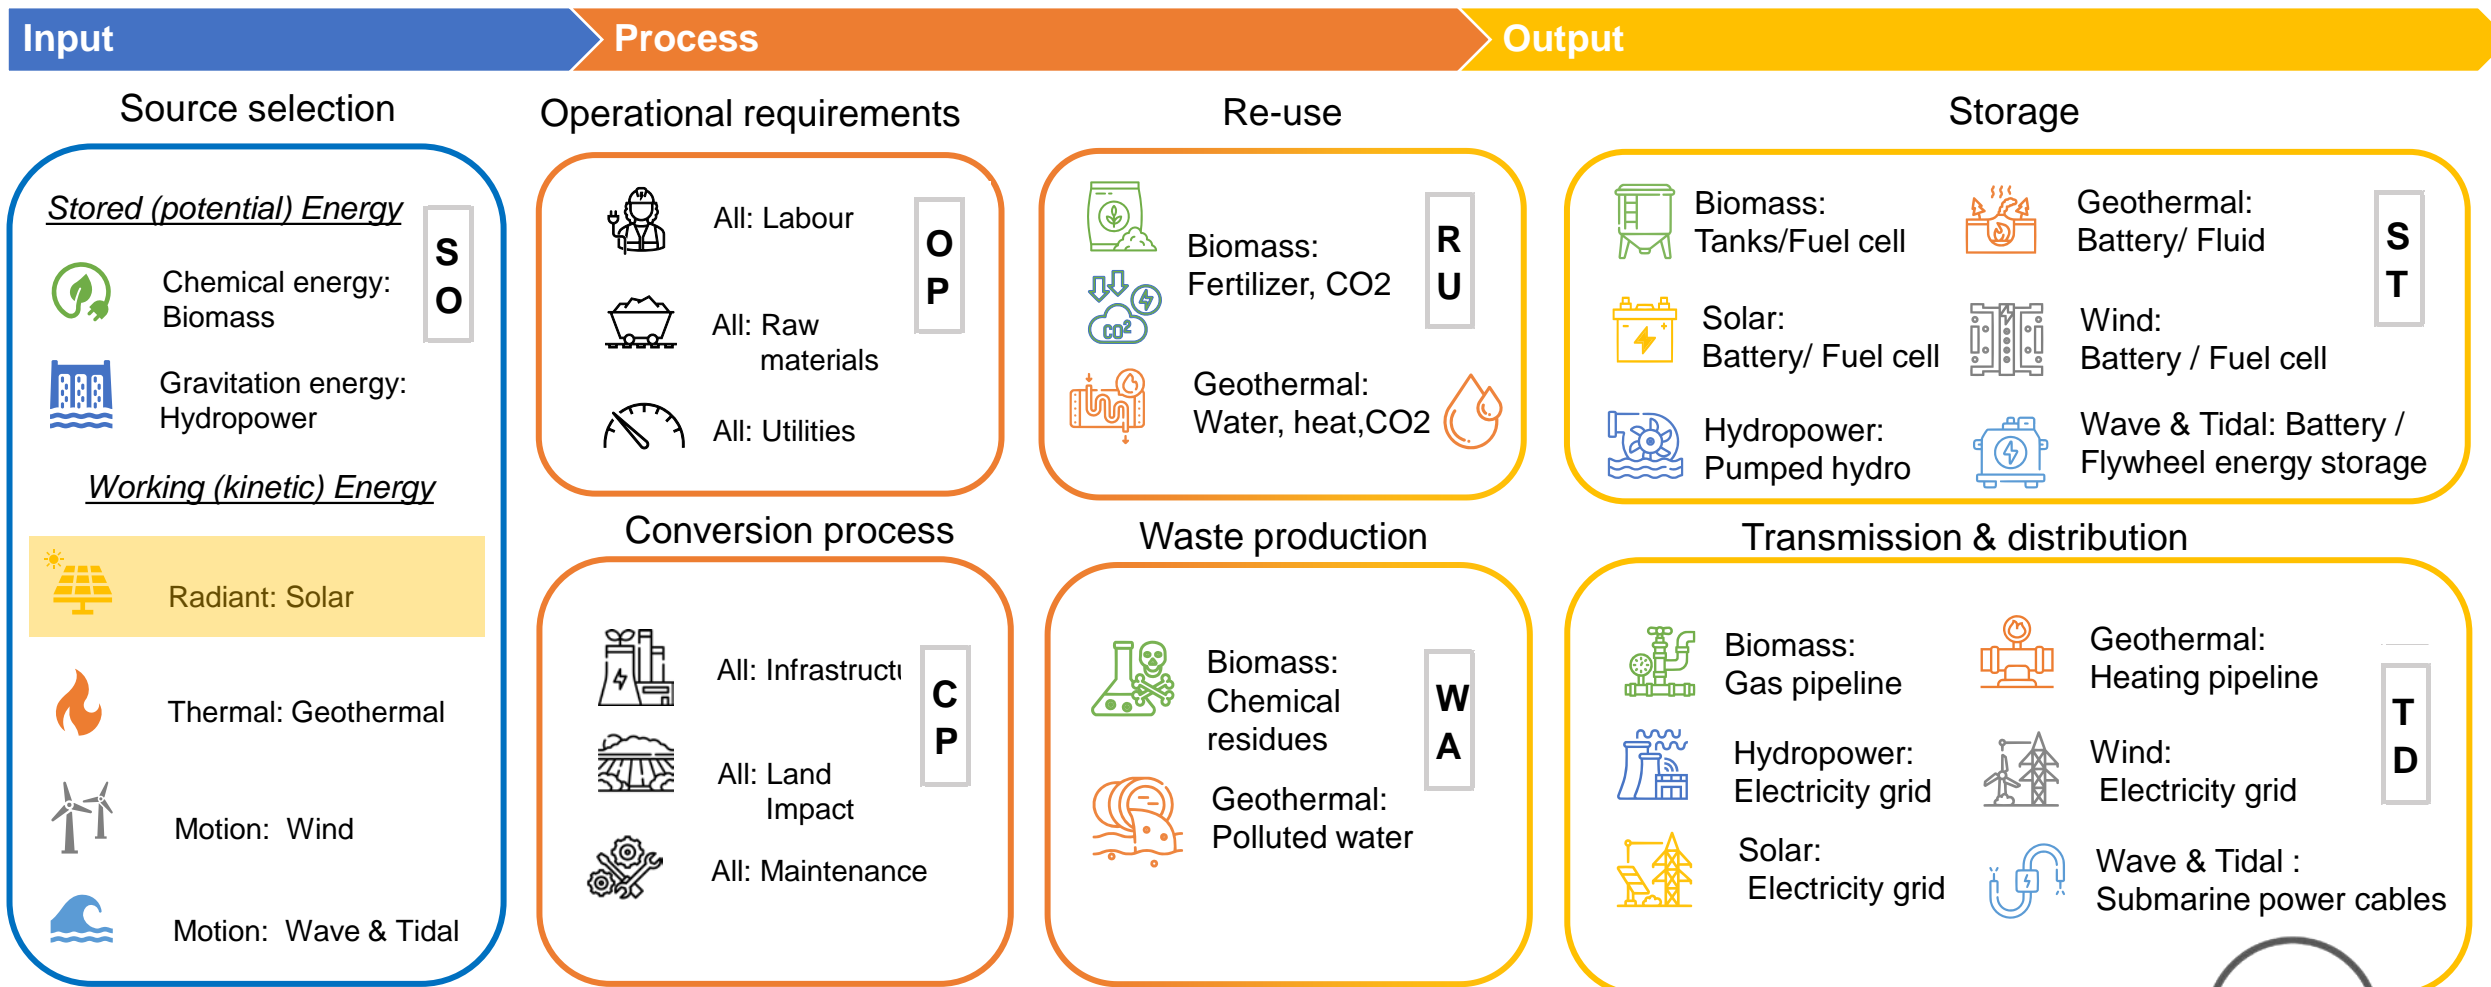 Input
Process
Output
Source selection
Stored (potential) Energy
S
O
Chemical energy:
Biomass
Gravitation energy:
Hydropower
Working (kinetic) Energy
Radiant: Solar
Thermal: Geothermal
Motion: Wind
Motion: Wave & Tidal
Operational requirements
All: Labour
O
P
All: Raw
materials
All: Utilities
Conversion process
All: Infrastructu
C
P
All: Land
Impact
All: Maintenance
Re-use
Biomass:
Fertilizer, CO2
R
U
CO2
Geothermal:
Water, heat,CO2
Waste production
Biomass:
Chemical
residues
W
A
Geothermal:
Polluted water
Storage
Biomass:
Tanks/Fuel cell
Geothermal:
Battery/ Fluid
S
T
Solar:
Battery/ Fuel cell
Wind:
Battery / Fuel cell
Hydropower:
Pumped hydro
Wave & Tidal: Battery /
Flywheel energy storage
Transmission & distribution
Biomass:
Gas pipeline
Geothermal:
Heating pipeline
T
D
Hydropower:
Electricity grid
Wind:
Electricity grid
Solar:
Electricity grid
Wave & Tidal :
Submarine power cables